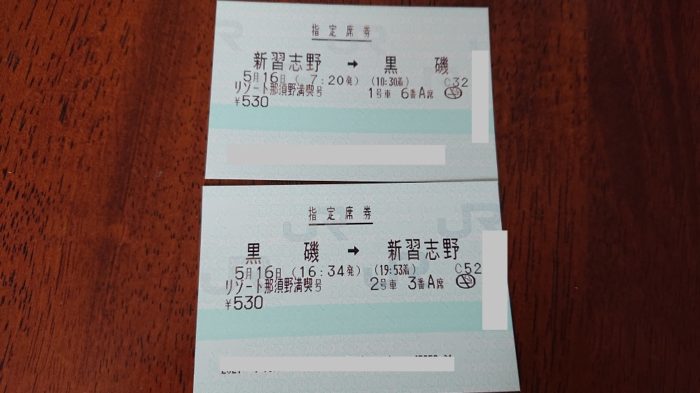 指定席券
新習志野 → 黒磯
5月16日 ( 7:20発) (10:30着) C32
リゾート那須野満喫号 1号車 6番A席
¥530
指定席券
黒磯 → 新習志野
5月16日 (16:34発) (19:53着) C52
リゾート那須野満喫号 2号車 3番A席
¥530